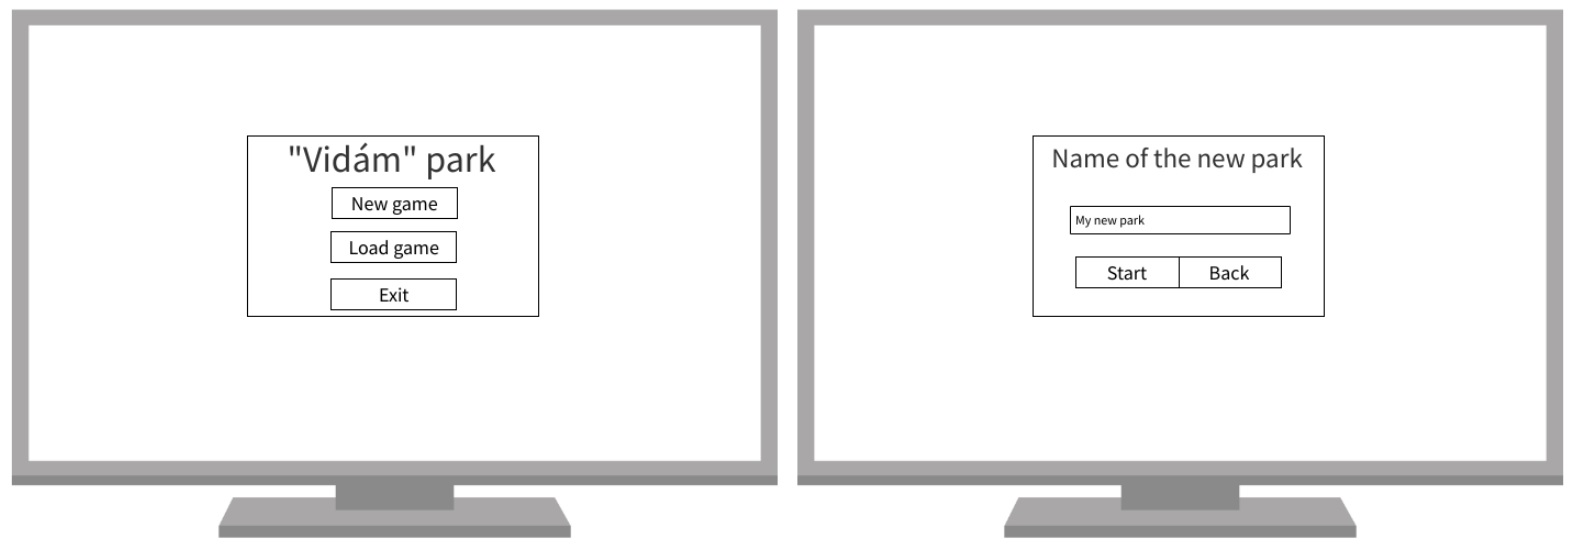 "Vidám" park
New game
Load game
Exit
Name of the new park
My new park
Start
Back